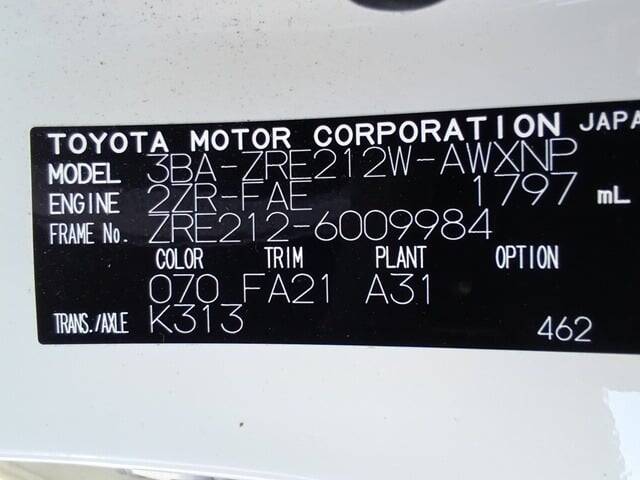 TOYOTA MOTOR CORPORATION JAPA
MODEL 3BA-ZRE212W-AWXNP
ENGINE 2ZR-FAE 1797 mL
FRAME No. ZRE212-6009984
COLOR TRIM PLANT OPTION
070 FA21 A31
TRANS./AXLE K313
462